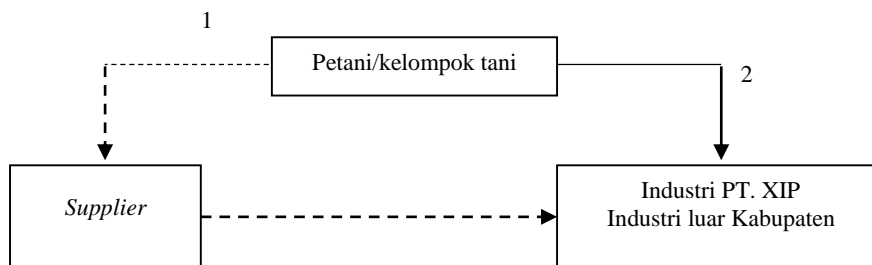 1
Petani/kelompok tani
2
Supplier
Industri PT. XIP
Industri luar Kabupaten